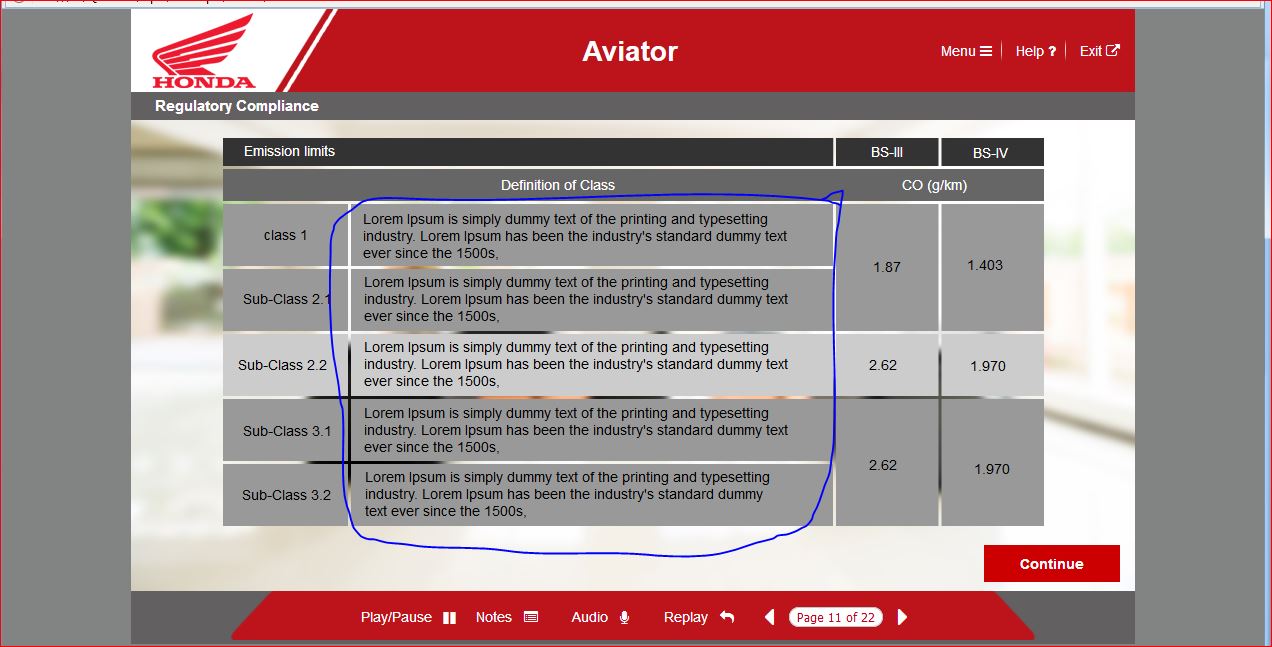 HONDA
Aviator
Menu
Help ?
Exit
Regulatory Compliance
Emission limits
BS-III
BS-IV
Definition of Class
CO (g/km)
class 1
Lorem Ipsum is simply dummy text of the printing and typesetting
industry. Lorem Ipsum has been the industry's standard dummy text
ever since the 1500s,
1.87
1.403
Sub-Class 2.1
Lorem Ipsum is simply dummy text of the printing and typesetting
industry. Lorem Ipsum has been the industry's standard dummy text
ever since the 1500s,
Sub-Class 2.2
Lorem Ipsum is simply dummy text of the printing and typesetting
industry. Lorem Ipsum has been the industry's standard dummy text
ever since the 1500s,
2.62
1.970
Sub-Class 3.1
Lorem Ipsum is simply dummy text of the printing and typesetting
industry. Lorem Ipsum has been the industry's standard dummy text
ever since the 1500s,
2.62
1.970
Sub-Class 3.2
Lorem Ipsum is simply dummy text of the printing and typesetting
industry. Lorem Ipsum has been the industry's standard dummy
text ever since the 1500s,
Continue
Play/Pause
Notes
Audio
Replay
Page 11 of 22